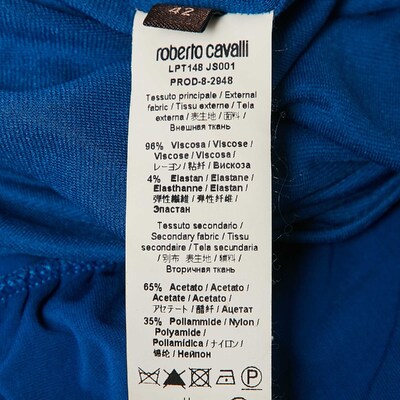 42
roberto cavalli
LPT148 JS001
PROD-8-2948
Tessuto principale / External
fabric / Tissu externe / Tela
externa / 表生地 / 面料 /
Внешная ткань
96% Viscosa / Viscose /
Viscose / Viscosa /
レーヨン / 粘纤 / Вискоза
4% Elastan / Elastane /
Elasthanne / Elastan /
弾性繊維 / 弹性纤维 /
Эластан
Tessuto secondario /
Secondary fabric / Tissu
secondaire / Tela secundaria
/ 别布 表生地 / 辅料 /
Вторичная ткань
65% Acetato / Acetate /
Acetate / Acetato /
アセテート / 醋纤 / Ацетат
35% Poliammide / Nylon /
Polyamide /
Poliamidica / ナイロン /
锦纶 / Нейлон
P